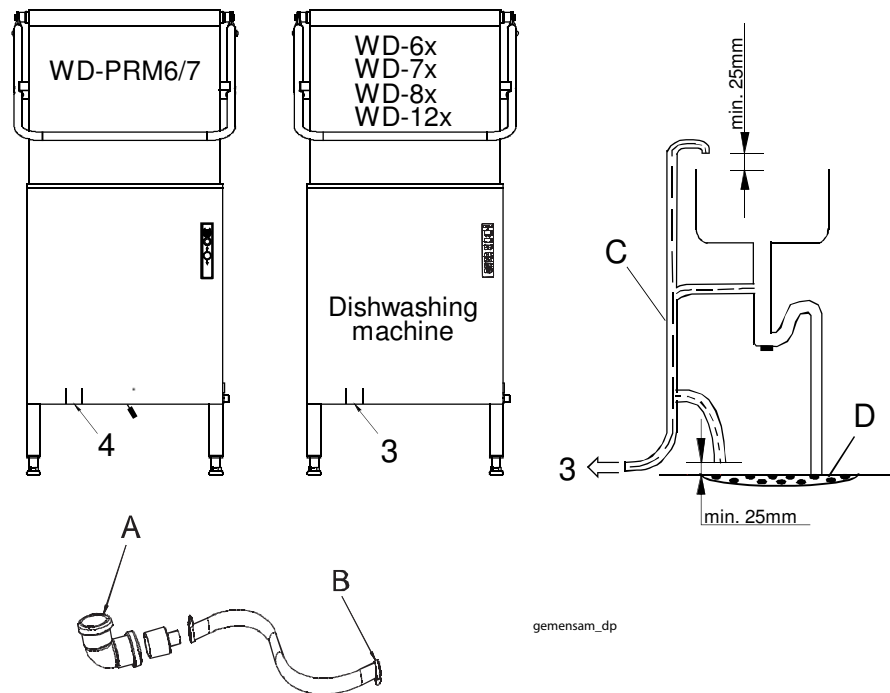 WD-PRM6/7
WD-6x
WD-7x
WD-8x
WD-12x
Dishwashing
machine
4
3
min. 25mm
C
D
3
min. 25mm
A
B
gemensam_dp